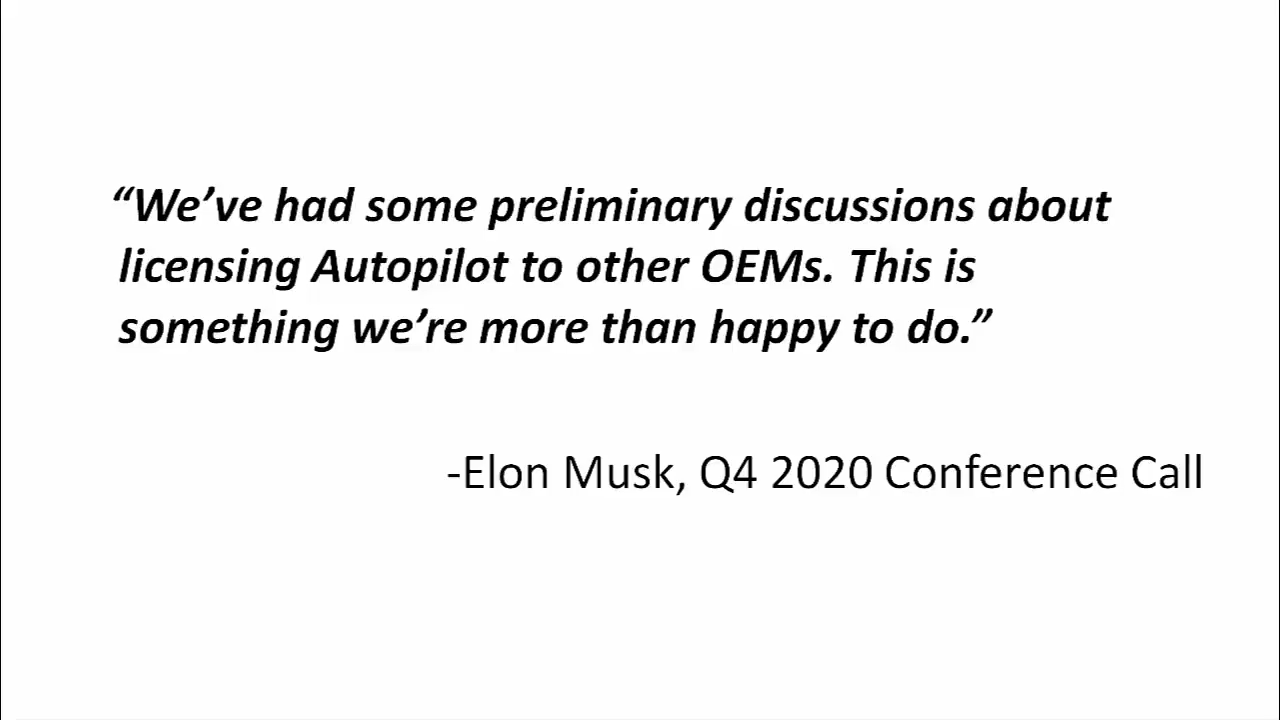 “We’ve had some preliminary discussions about
licensing Autopilot to other OEMs. This is
something we’re more than happy to do.”
-Elon Musk, Q4 2020 Conference Call